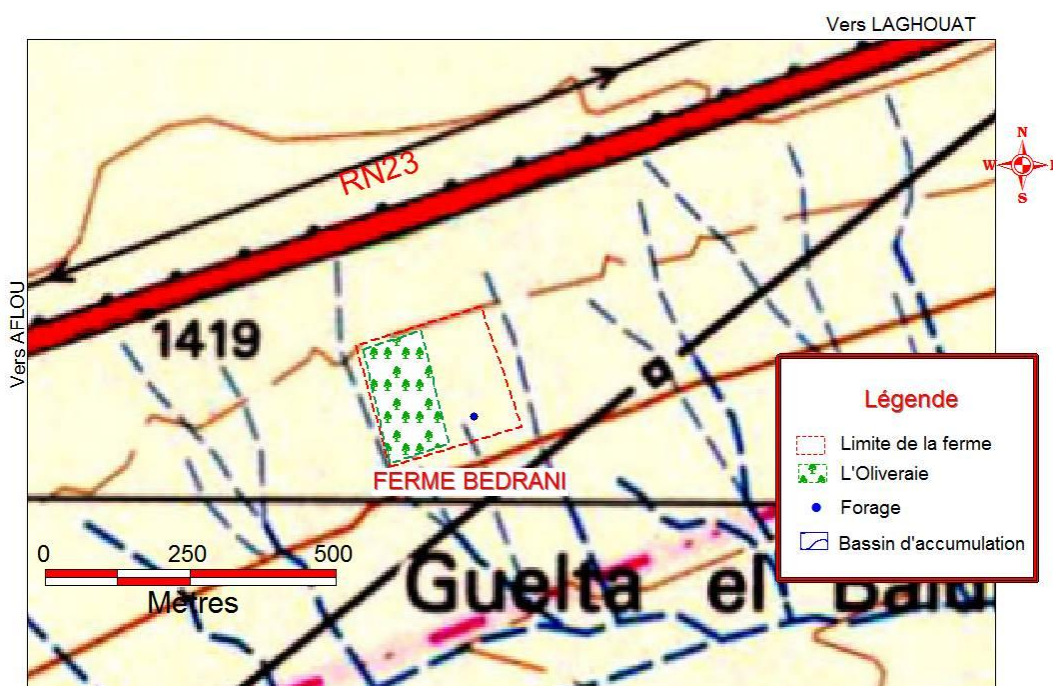 Vers LAGHOUAT
N
W
S
RN23
Vers AFLOU
1419
Légende
Limite de la ferme
L'Oliveraie
Forage
Bassin d'accumulation
FERME BEDRANI
0 250 500
Metres
Guelta el